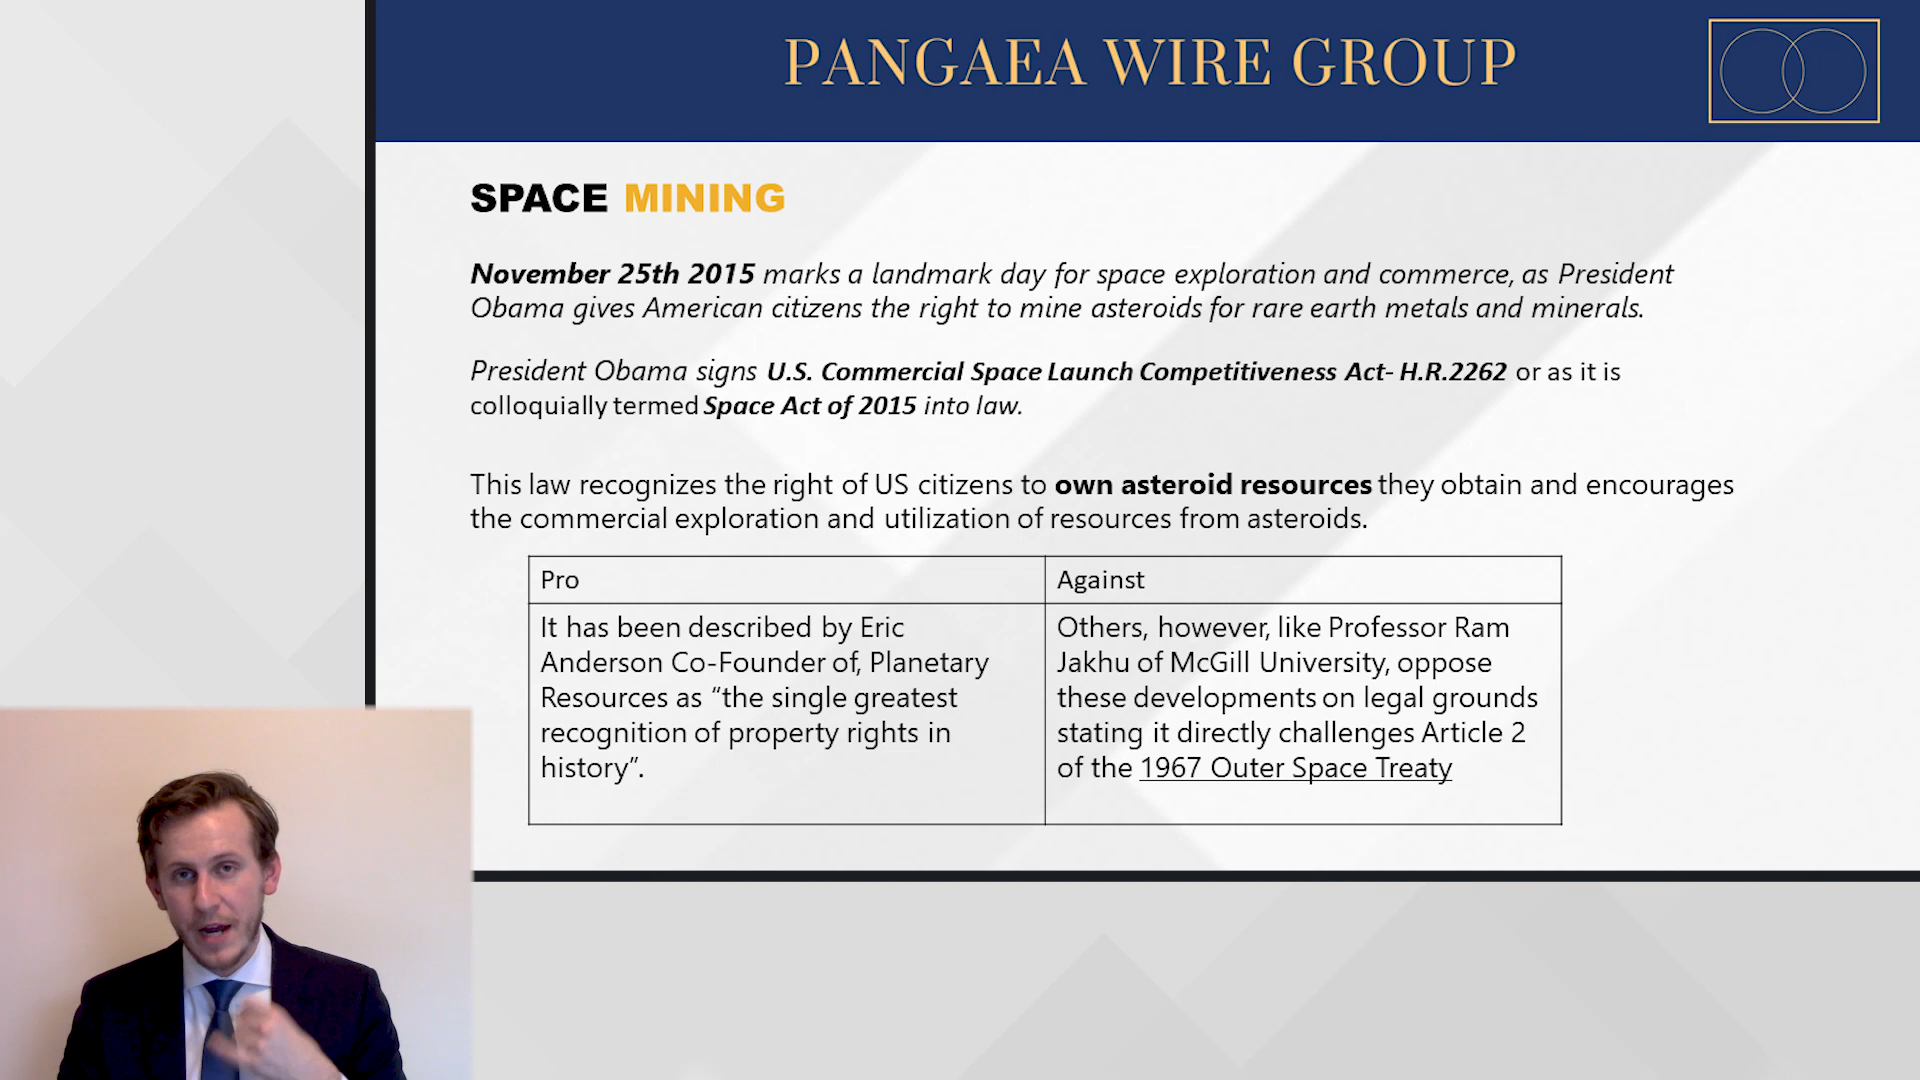 PANGAEA WIRE GROUP
SPACE MINING
November 25th 2015 marks a landmark day for space exploration and commerce, as President
Obama gives American citizens the right to mine asteroids for rare earth metals and minerals.
President Obama signs U.S. Commercial Space Launch Competitiveness Act- H.R.2262 or as it is
colloquially termed Space Act of 2015 into law.
This law recognizes the right of US citizens to own asteroid resources they obtain and encourages
the commercial exploration and utilization of resources from asteroids.
Pro
It has been described by Eric
Anderson Co-Founder of, Planetary
Resources as “the single greatest
recognition of property rights in
history”.
Against
Others, however, like Professor Ram
Jakhu of McGill University, oppose
these developments on legal grounds
stating it directly challenges Article 2
of the 1967 Outer Space Treaty